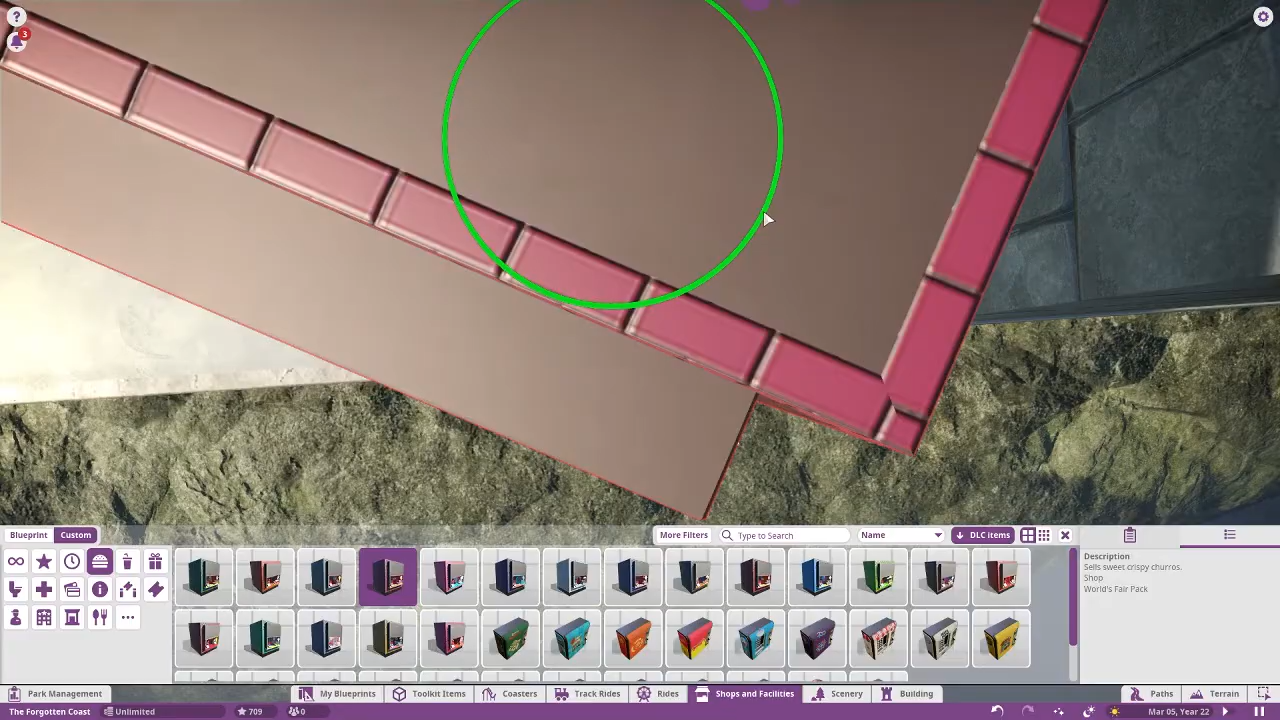 ?
3
Blueprint Custom More Filters Type to Search Name DLC items
Description
Sells sweet crispy churros.
Shop
World's Fair Pack
Park Management My Blueprints Toolkit Items Coasters Track Rides Rides Shops and Facilities Scenery Building Paths Terrain
The Forgotten Coast Unlimited 709 0 Mar 05, Year 22